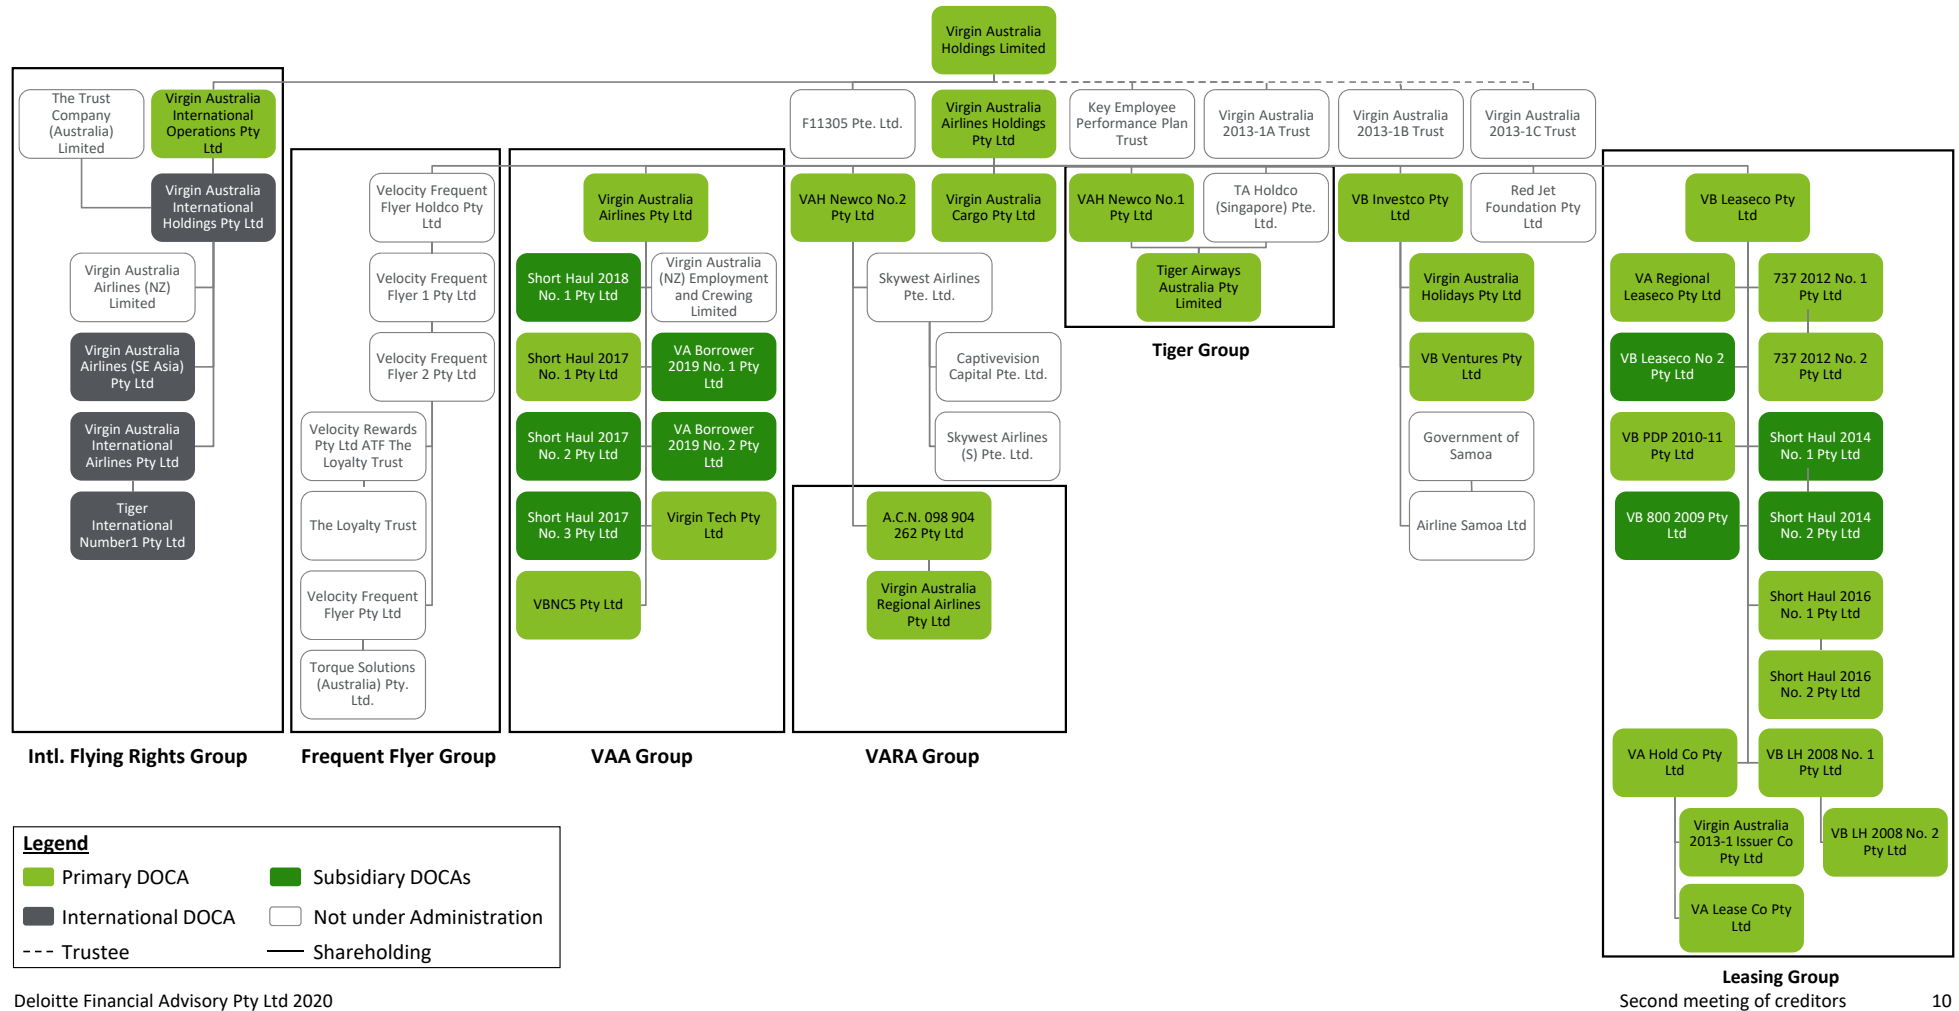 Virgin Australia
Holdings Limited
The Trust
Company
(Australia)
Limited
Virgin Australia
International
Operations Pty
Ltd
F11305 Pte. Ltd.
Virgin Australia
Airlines Holdings
Pty Ltd
Key Employee
Performance Plan
Trust
Virgin Australia
2013-1A Trust
Virgin Australia
2013-1B Trust
Virgin Australia
2013-1C Trust
Virgin Australia
International
Holdings Pty Ltd
Virgin Australia
Airlines (NZ)
Limited
Virgin Australia
Airlines (SE Asia)
Pty Ltd
Virgin Australia
International
Airlines Pty Ltd
Tiger
International
Number1 Pty Ltd
Intl. Flying Rights Group
Velocity Frequent
Flyer Holdco Pty
Ltd
Velocity Frequent
Flyer 1 Pty Ltd
Velocity Frequent
Flyer 2 Pty Ltd
Velocity Rewards
Pty Ltd ATF The
Loyalty Trust
The Loyalty Trust
Velocity Frequent
Flyer Pty Ltd
Torque Solutions
(Australia) Pty.
Ltd.
Frequent Flyer Group
Virgin Australia
Airlines Pty Ltd
Short Haul 2018
No. 1 Pty Ltd
Virgin Australia
(NZ) Employment
and Crewing
Limited
Short Haul 2017
No. 1 Pty Ltd
VA Borrower
2019 No. 1 Pty
Ltd
Short Haul 2017
No. 2 Pty Ltd
VA Borrower
2019 No. 2 Pty
Ltd
Short Haul 2017
No. 3 Pty Ltd
Virgin Tech Pty
Ltd
VBNC5 Pty Ltd
VAA Group
VAH Newco No.2
Pty Ltd
Virgin Australia
Cargo Pty Ltd
Skywest Airlines
Pte. Ltd.
Captivevision
Capital Pte. Ltd.
Skywest Airlines
(S) Pte. Ltd.
A.C.N. 098 904
262 Pty Ltd
Virgin Australia
Regional Airlines
Pty Ltd
VARA Group
VAH Newco No.1
Pty Ltd
TA Holdco
(Singapore) Pte.
Ltd.
Tiger Airways
Australia Pty
Limited
Tiger Group
VB Investco Pty
Ltd
Red Jet
Foundation Pty
Ltd
Virgin Australia
Holidays Pty Ltd
VB Ventures Pty
Ltd
Government of
Samoa
Airline Samoa Ltd
VB Leaseco Pty
Ltd
VA Regional
Leaseco Pty Ltd
737 2012 No. 1
Pty Ltd
VB Leaseco No 2
Pty Ltd
737 2012 No. 2
Pty Ltd
VB PDP 2010-11
Pty Ltd
Short Haul 2014
No. 1 Pty Ltd
VB 800 2009 Pty
Ltd
Short Haul 2014
No. 2 Pty Ltd
Short Haul 2016
No. 1 Pty Ltd
Short Haul 2016
No. 2 Pty Ltd
VA Hold Co Pty
Ltd
VB LH 2008 No. 1
Pty Ltd
Virgin Australia
2013-1 Issuer Co
Pty Ltd
VB LH 2008 No. 2
Pty Ltd
VA Lease Co Pty
Ltd
Leasing Group
Legend
Primary DOCA
Subsidiary DOCAs
International DOCA
Not under Administration
Trustee
Shareholding
Deloitte Financial Advisory Pty Ltd 2020
Second meeting of creditors
10